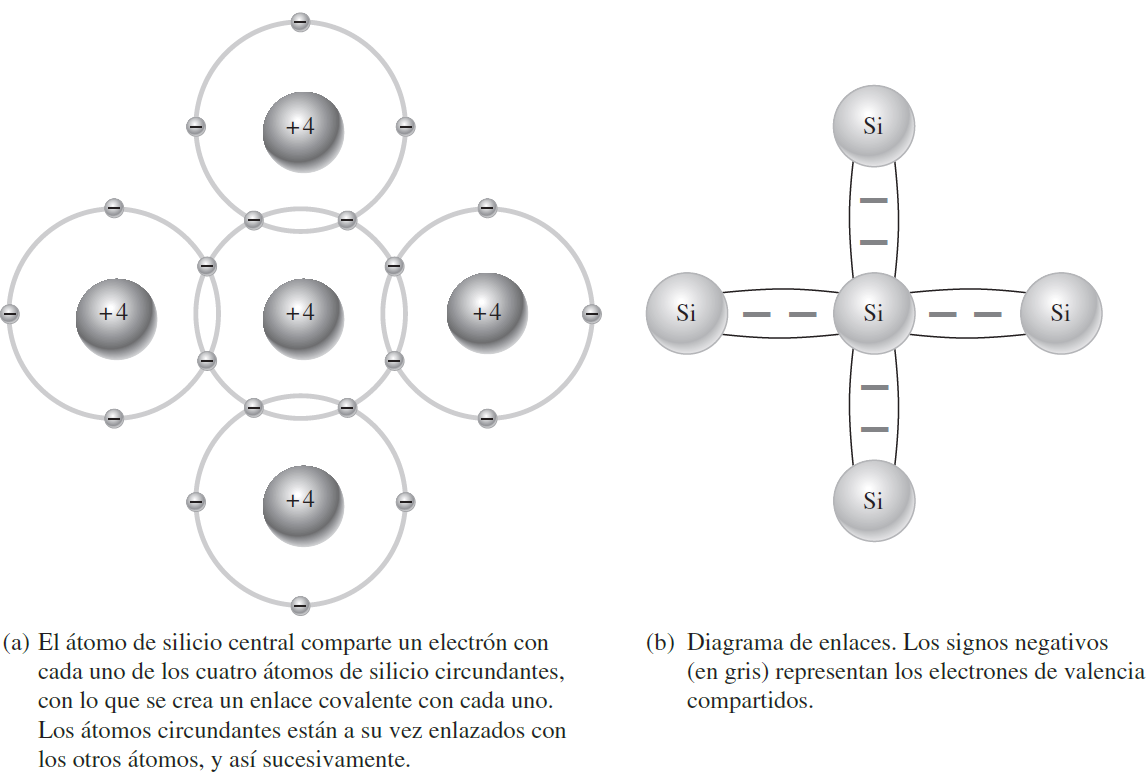 +4
+4
+4
+4
+4
Si
Si
Si
Si
Si
(a) El átomo de silicio central comparte un electrón con
cada uno de los cuatro átomos de silicio circundantes,
con lo que se crea un enlace covalente con cada uno.
Los átomos circundantes están a su vez enlazados con
los otros átomos, y así sucesivamente.
(b) Diagrama de enlaces. Los signos negativos
(en gris) representan los electrones de valencia
compartidos.